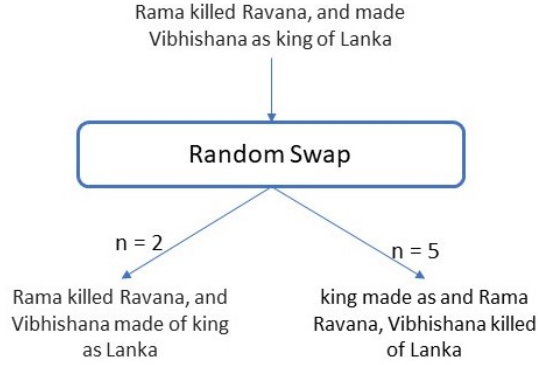 Rama killed Ravana, and made
Vibhishana as king of Lanka
Random Swap
n = 2
n = 5
Rama killed Ravana, and
Vibhishana made of king
as Lanka
king made as and Rama
Ravana, Vibhishana killed
of Lanka